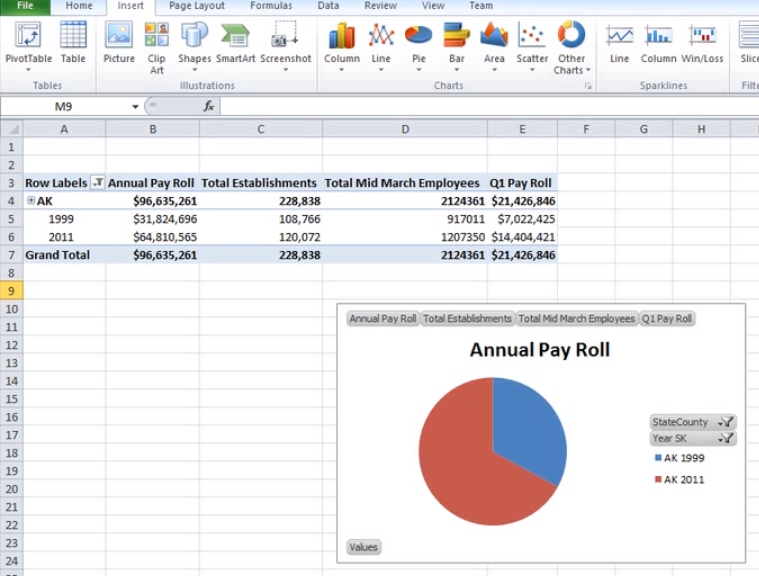 File Home Insert Page Layout Formulas Data Review View Team
PivotTable Table Picture Clip Art Shapes SmartArt Screenshot Column Line Pie Bar Area Scatter Other Charts Line Column Win/Loss
Tables Illustrations Charts Sparklines
M9 fx
A B C D E F G H
1
2
3 Row Labels Annual Pay Roll Total Establishments Total Mid March Employees Q1 Pay Roll
4 AK $96,635,261 228,838 2124361 $21,426,846
5 1999 $31,824,696 108,766 917011 $7,022,425
6 2011 $64,810,565 120,072 1207350 $14,404,421
7 Grand Total $96,635,261 228,838 2124361 $21,426,846
8
9
10
11
12
13
14
15
16
17
18
19
20
21
22
23
24
Annual Pay Roll Total Establishments Total Mid March Employees Q1 Pay Roll
Annual Pay Roll
StateCounty
Year SK
AK 1999
AK 2011
Values